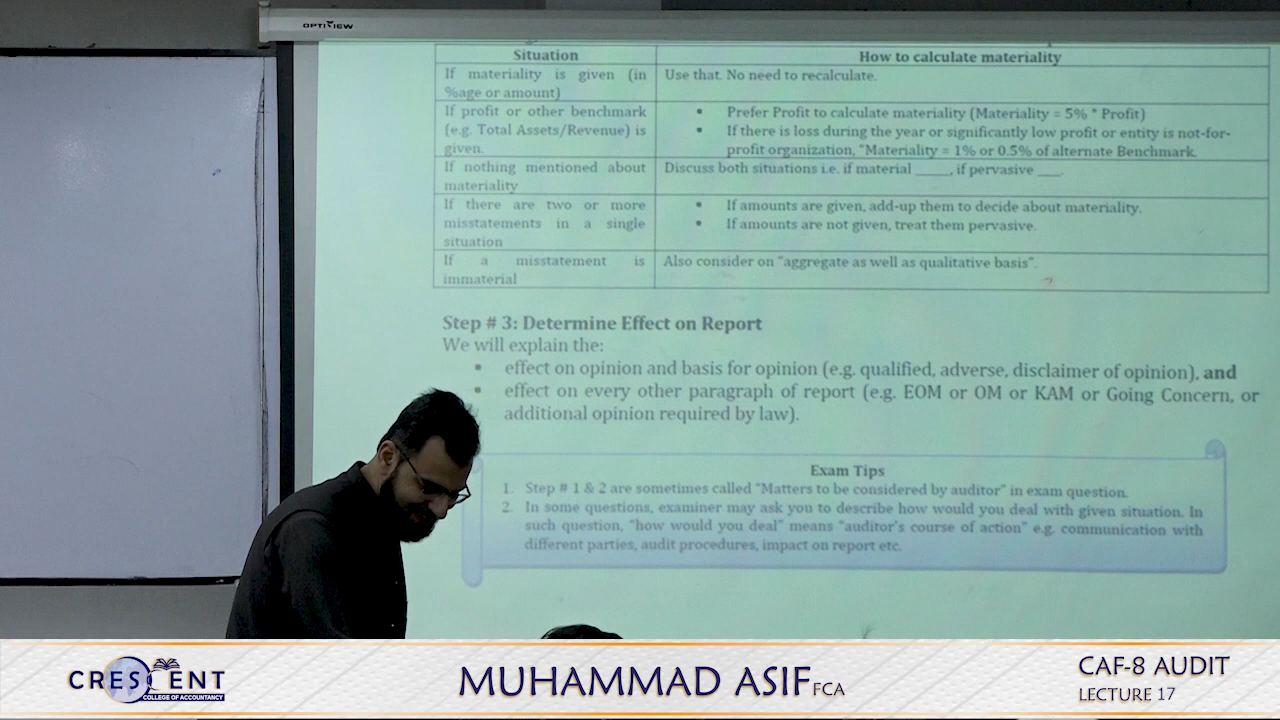 OPTIVIEW
Situation
How to calculate materiality
If materiality is given (in
%age or amount)
Use that. No need to recalculate.
If profit or other benchmark
(e.g. Total Assets/Revenue) is
given.
• Prefer Profit to calculate materiality (Materiality = 5% * Profit)
• If there is loss during the year or significantly low profit or entity is not-for-
profit organization, "Materiality = 1% or 0.5% of alternate Benchmark.
If nothing mentioned about
materiality
Discuss both situations i.e. if material _____, if pervasive ____.
If there are two or more
misstatements in a single
situation
• If amounts are given, add-up them to decide about materiality.
• If amounts are not given, treat them pervasive.
If a misstatement is
immaterial
Also consider on "aggregate as well as qualitative basis".
Step # 3: Determine Effect on Report
We will explain the:
▪ effect on opinion and basis for opinion (e.g. qualified, adverse, disclaimer of opinion), and
▪ effect on every other paragraph of report (e.g. EOM or OM or KAM or Going Concern, or
additional opinion required by law).
Exam Tips
1. Step # 1 & 2 are sometimes called "Matters to be considered by auditor" in exam question.
2. In some questions, examiner may ask you to describe how would you deal with given situation. In
such question, "how would you deal" means "auditor's course of action" e.g. communication with
different parties, audit procedures, impact on report etc.
CRESCENT
COLLEGE OF ACCOUNTANCY
MUHAMMAD ASIF FCA
CAF-8 AUDIT
LECTURE 17